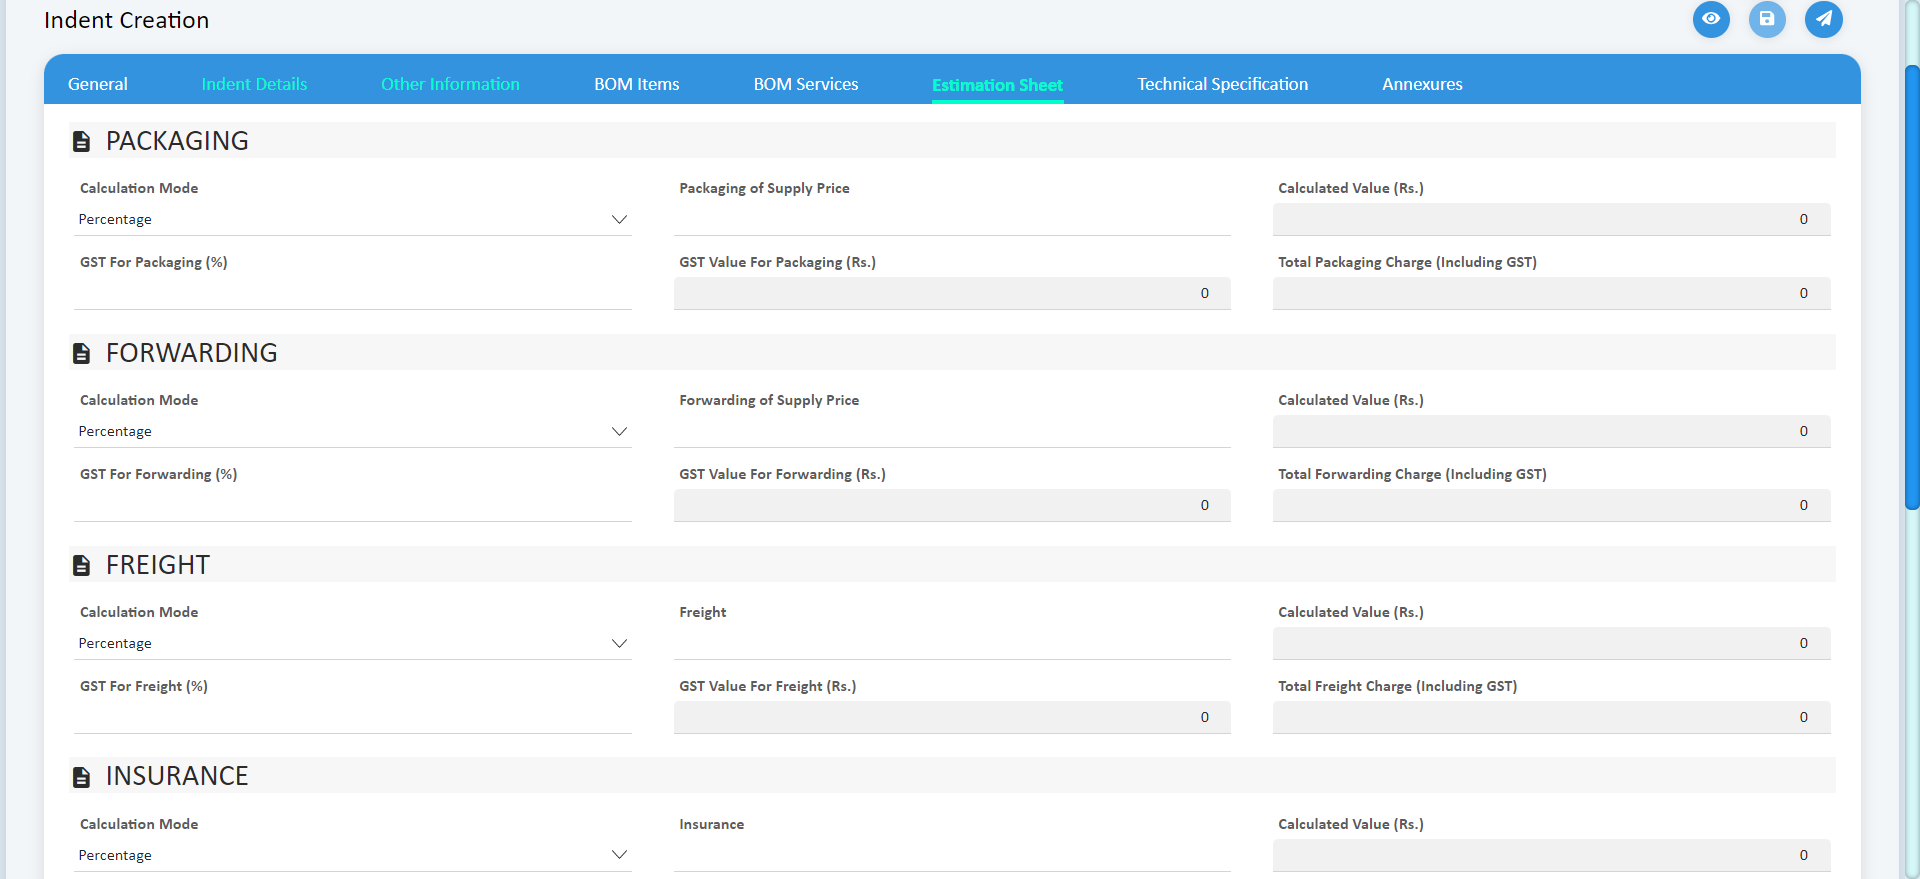 Indent Creation
General Indent Details Other Information BOM Items BOM Services Estimation Sheet Technical Specification Annexures
PACKAGING
Calculation Mode Packaging of Supply Price Calculated Value (Rs.)
Percentage 0
GST For Packaging (%) GST Value For Packaging (Rs.) Total Packaging Charge (Including GST)
0 0
FORWARDING
Calculation Mode Forwarding of Supply Price Calculated Value (Rs.)
Percentage 0
GST For Forwarding (%) GST Value For Forwarding (Rs.) Total Forwarding Charge (Including GST)
0 0
FREIGHT
Calculation Mode Freight Calculated Value (Rs.)
Percentage 0
GST For Freight (%) GST Value For Freight (Rs.) Total Freight Charge (Including GST)
0 0
INSURANCE
Calculation Mode Insurance Calculated Value (Rs.)
Percentage 0